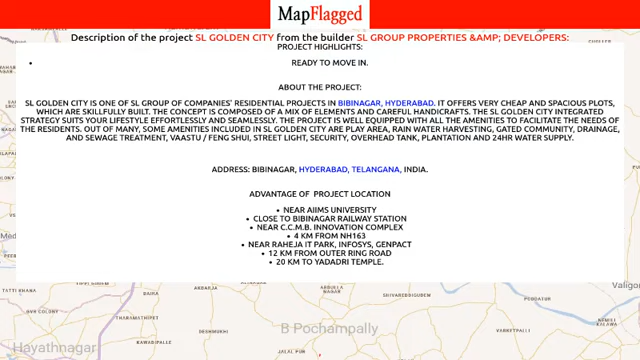 MapFlagged
Description of the project SL GOLDEN CITY from the builder SL GROUP PROPERTIES &AMP; DEVELOPERS:
PROJECT HIGHLIGHTS:
• READY TO MOVE IN.
ABOUT THE PROJECT:
SL GOLDEN CITY IS ONE OF SL GROUP OF COMPANIES' RESIDENTIAL PROJECTS IN BIBINAGAR, HYDERABAD. IT OFFERS VERY CHEAP AND SPACIOUS PLOTS,
WHICH ARE SKILLFULLY BUILT. THE CONCEPT IS COMPOSED OF A MIX OF ELEMENTS AND CAREFUL HANDICRAFTS. THE SL GOLDEN CITY INTEGRATED
STRATEGY SUITS YOUR LIFESTYLE EFFORTLESSLY AND SEAMLESSLY. THE PROJECT IS WELL EQUIPPED WITH ALL THE AMENITIES TO FACILITATE THE NEEDS OF
THE RESIDENTS. OUT OF MANY, SOME AMENITIES INCLUDED IN SL GOLDEN CITY ARE PLAY AREA, RAIN WATER HARVESTING, GATED COMMUNITY, DRAINAGE,
AND SEWAGE TREATMENT, VAASTU / FENG SHUI, STREET LIGHT, SECURITY, OVERHEAD TANK, PLANTATION AND 24HR WATER SUPPLY.
ADDRESS: BIBINAGAR, HYDERABAD, TELANGANA, INDIA.
ADVANTAGE OF PROJECT LOCATION
• NEAR AIIMS UNIVERSITY
• CLOSE TO BIBINAGAR RAILWAY STATION
• NEAR C.C.M.B. INNOVATION COMPLEX
• 4 KM FROM NH163
• NEAR RAHEJA IT PARK, INFOSYS, GENPACT
• 12 KM FROM OUTER RING ROAD
• 20 KM TO YADADRI TEMPLE.
Valigon
B Pochampally
Hayathnagar